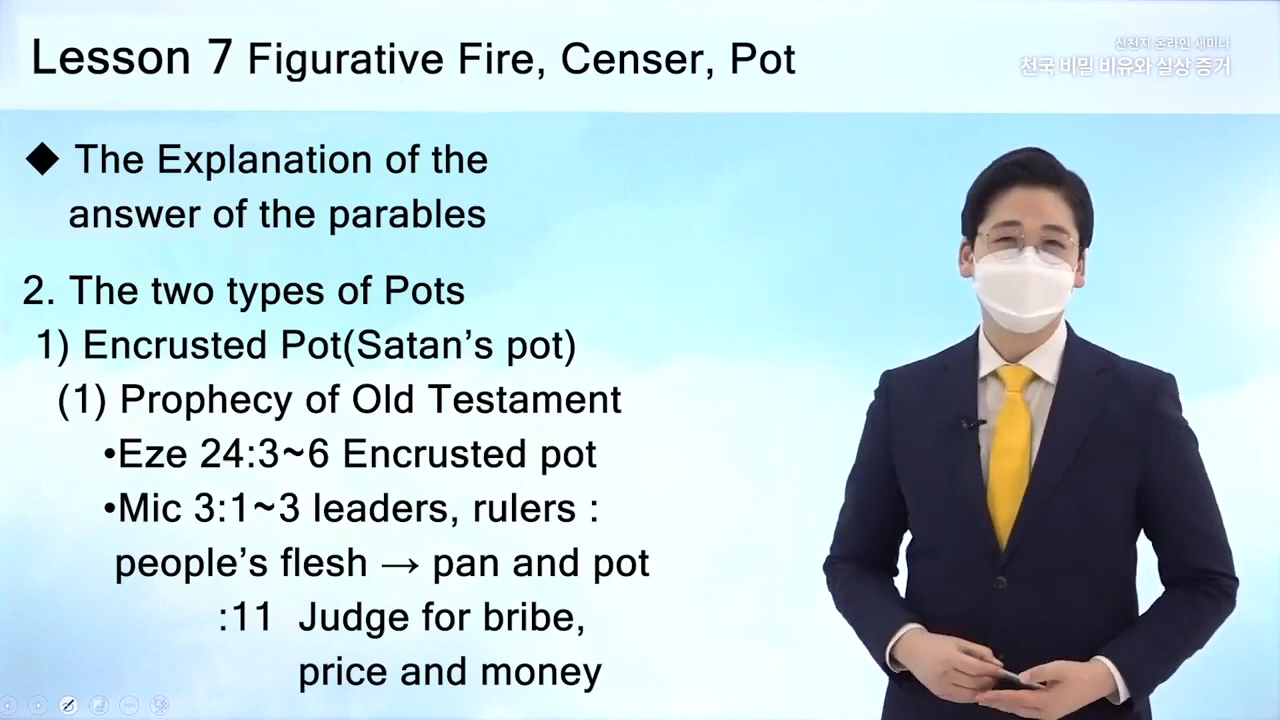 Lesson 7 Figurative Fire, Censer, Pot
신천지 온라인 세미나
천국 비밀 비유와 실상 증거
◆ The Explanation of the
answer of the parables
2. The two types of Pots
1) Encrusted Pot(Satan’s pot)
(1) Prophecy of Old Testament
•Eze 24:3~6 Encrusted pot
•Mic 3:1~3 leaders, rulers :
people’s flesh → pan and pot
:11 Judge for bribe,
price and money